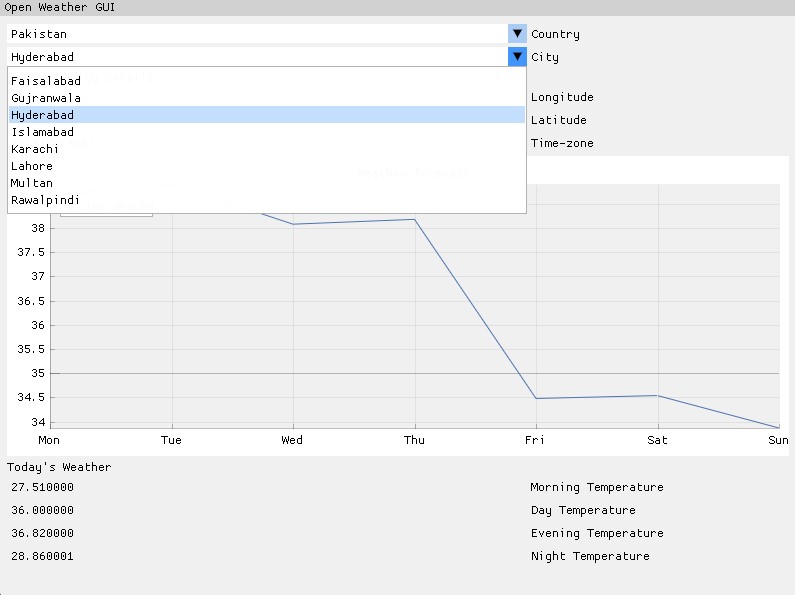 Open Weather GUI
Pakistan Country
Hyderabad City
Faisalabad
Gujranwala Longitude
Hyderabad
Islamabad Latitude
Karachi Time-zone
Lahore
Multan
Rawalpindi
38
37.5
37
36.5
36
35.5
35
34.5
34
Mon Tue Wed Thu Fri Sat Sun
Today's Weather
27.510000 Morning Temperature
36.000000 Day Temperature
36.820000 Evening Temperature
28.860001 Night Temperature